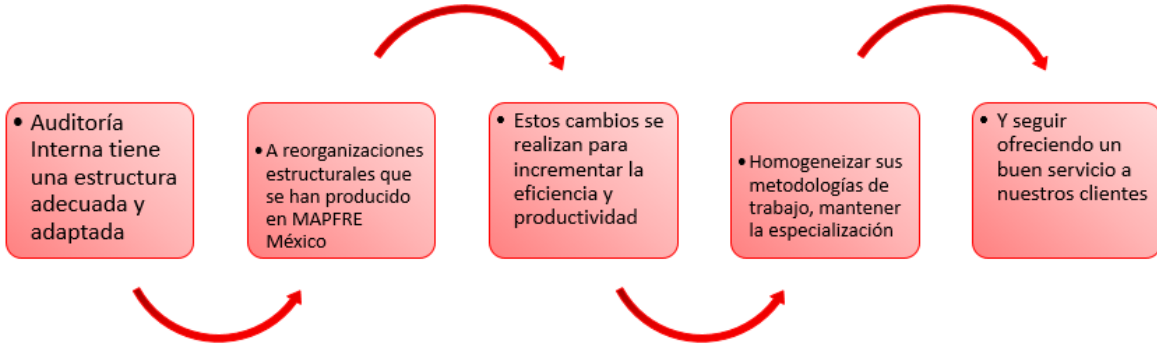 • Auditoría
Interna tiene
una estructura
adecuada y
adaptada
• A reorganizaciones
estructurales que
se han producido
en MAPFRE
México
• Estos cambios se
realizan para
incrementar la
eficiencia y
productividad
• Homogeneizar sus
metodologías de
trabajo, mantener
la especialización
• Y seguir
ofreciendo un
buen servicio a
nuestros clientes